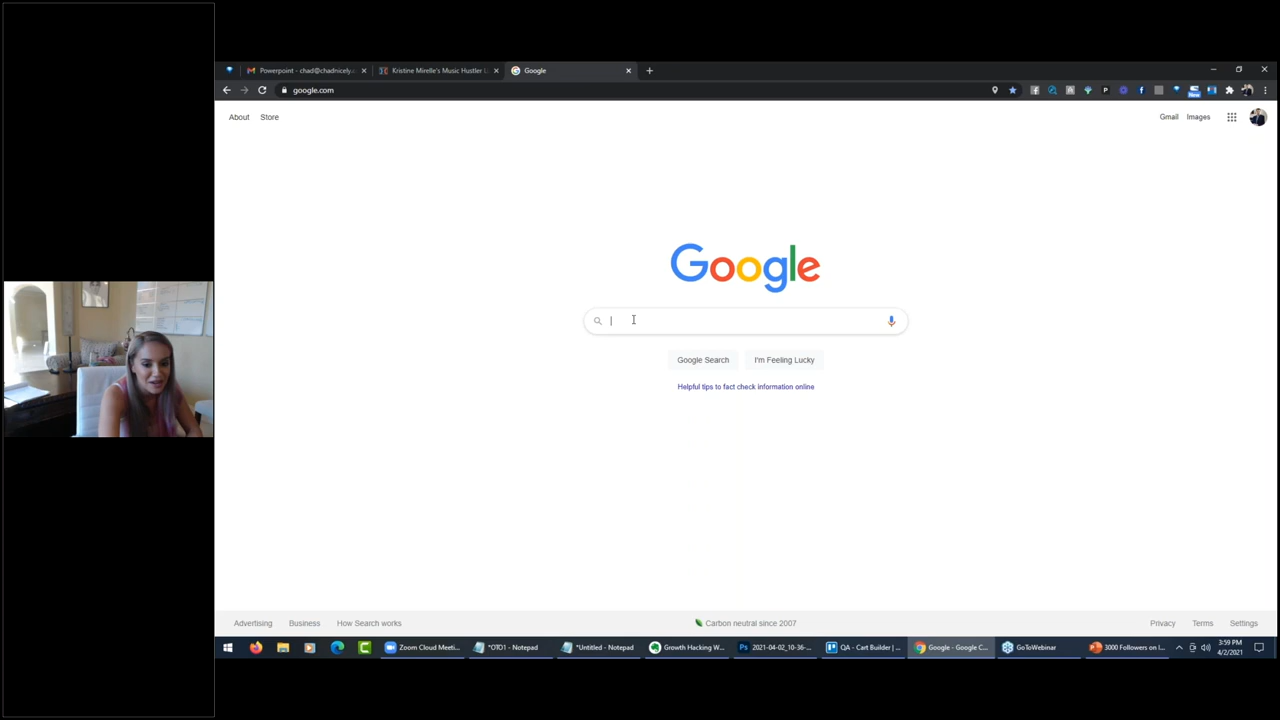 Powerpoint - chad@chadnicely.
Kristine Mirelle's Music Hustler L
Google
google.com
New
About
Store
Gmail
Images
Google
Google Search
I'm Feeling Lucky
Helpful tips to fact check information online
Advertising
Business
How Search works
Carbon neutral since 2007
Privacy
Terms
Settings
Zoom Cloud Meeti...
*OTO1 - Notepad
*Untitled - Notepad
Growth Hacking W...
Ps
2021-04-02_10-36-...
QA - Cart Builder | ...
Google - Google C...
GoToWebinar
3000 Followers on I...
3:59 PM
4/2/2021